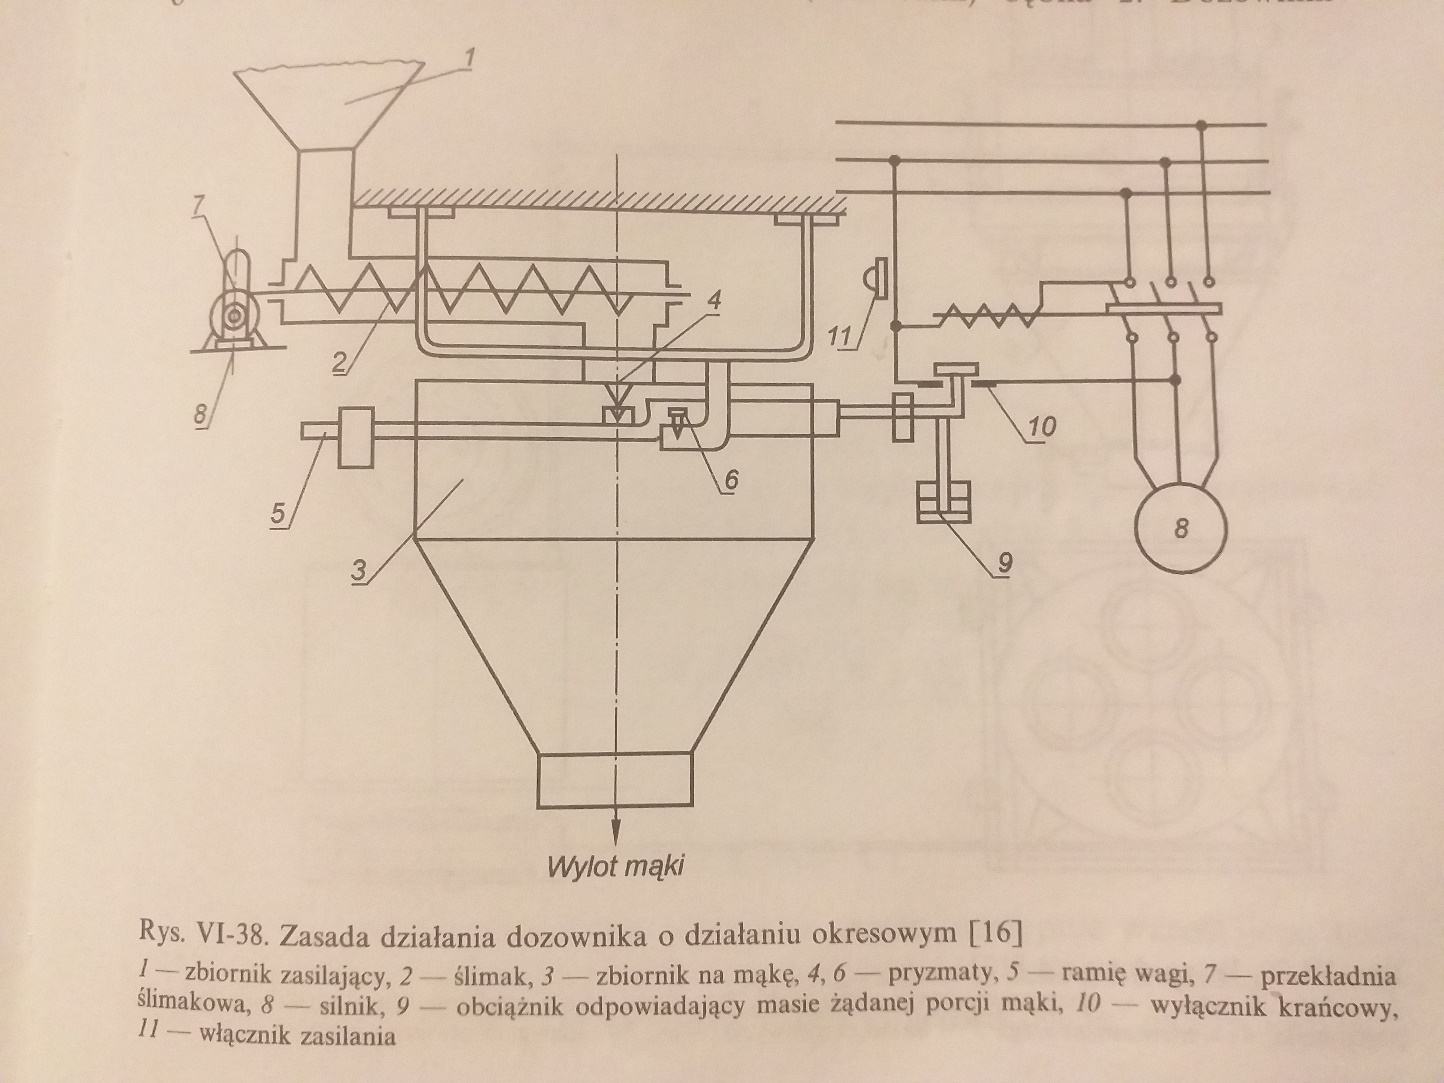 1
7
4
11
2
8
10
6
5
3
9
8
Wylot mąki
Rys. VI-38. Zasada działania dozownika o działaniu okresowym [16]
1 — zbiornik zasilający, 2 — ślimak, 3 — zbiornik na mąkę, 4, 6 — pryzmaty, 5 — ramię wagi, 7 — przekładnia
ślimakowa, 8 — silnik, 9 — obciążnik odpowiadający masie żądanej porcji mąki, 10 — wyłącznik krańcowy,
11 — włącznik zasilania